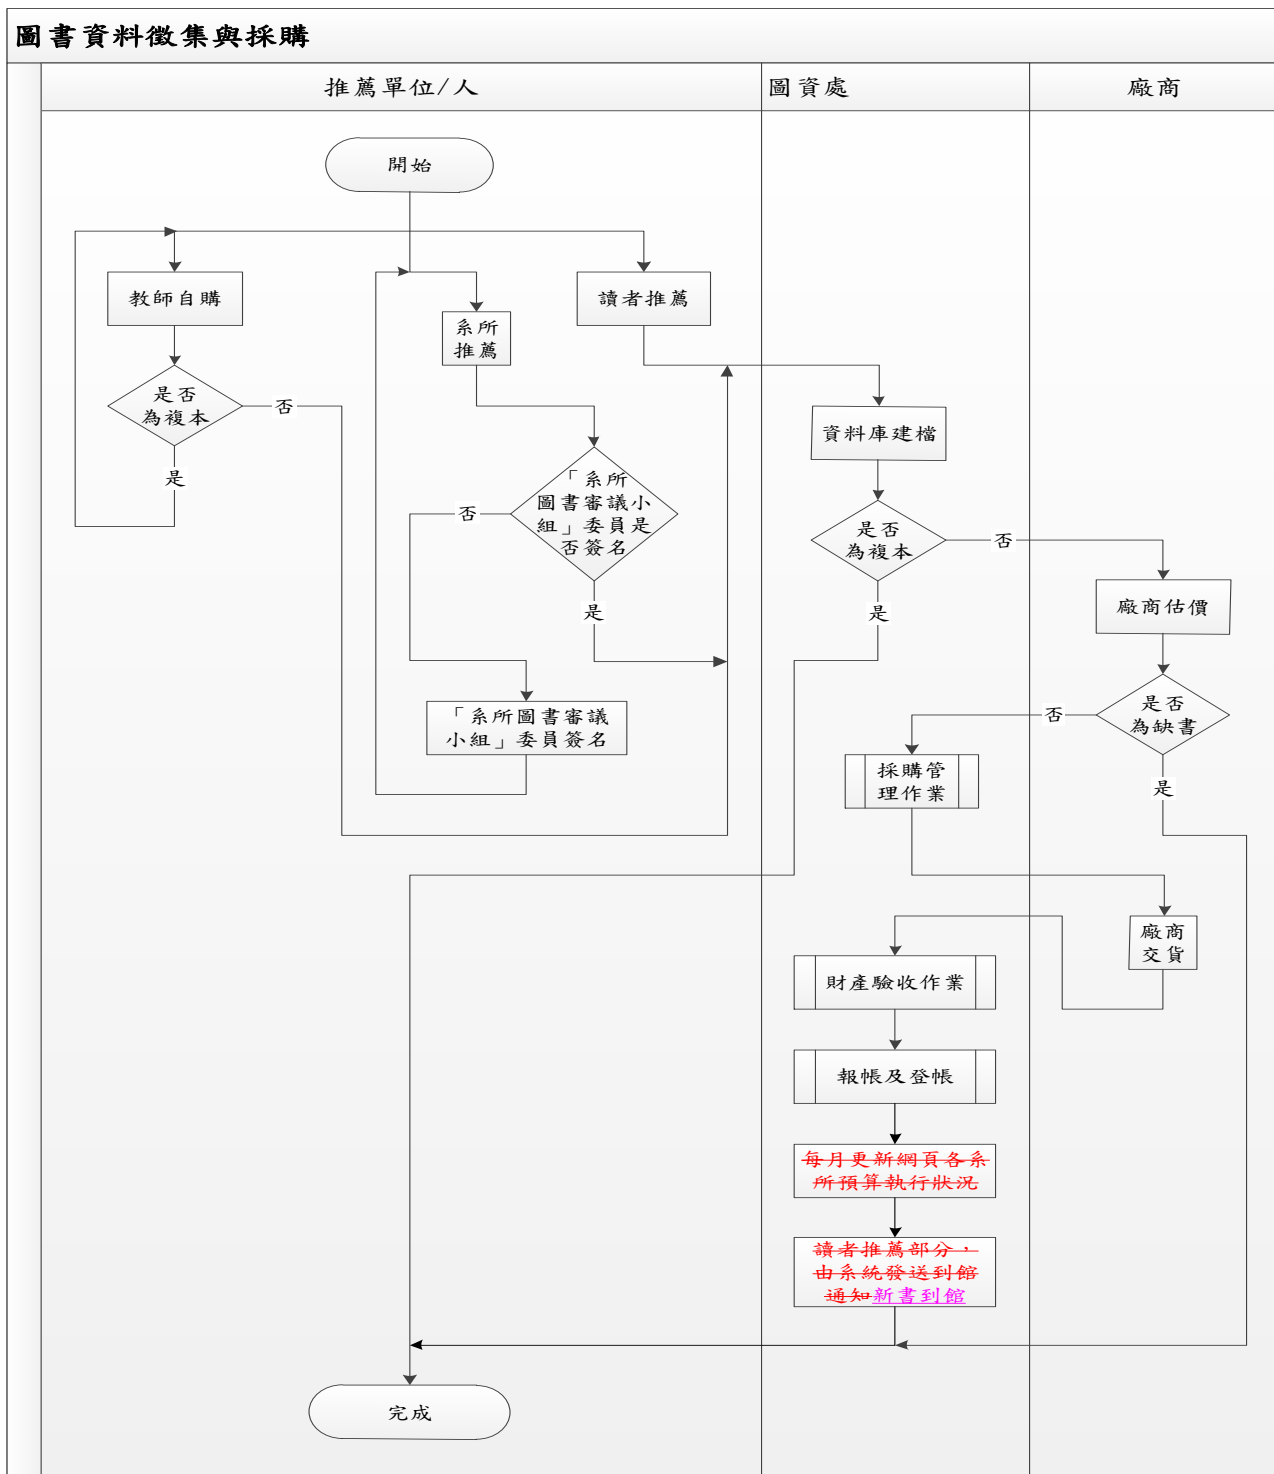 圖書資料徵集與採購
推薦單位/人
圖資處
廠商
開始
教師自購
讀者推薦
系所
推薦
是否
為複本
否
是
資料庫建檔
「系所
圖書審議小
組」委員是
否簽名
否
是
是否
為複本
否
是
廠商估價
「系所圖書審議
小組」委員簽名
是否
為缺書
否
是
採購管
理作業
廠商
交貨
財產驗收作業
報帳及登帳
每月更新網頁各系
所預算執行狀況
讀者推薦部分，
由系統發送到館
通知新書到館
完成